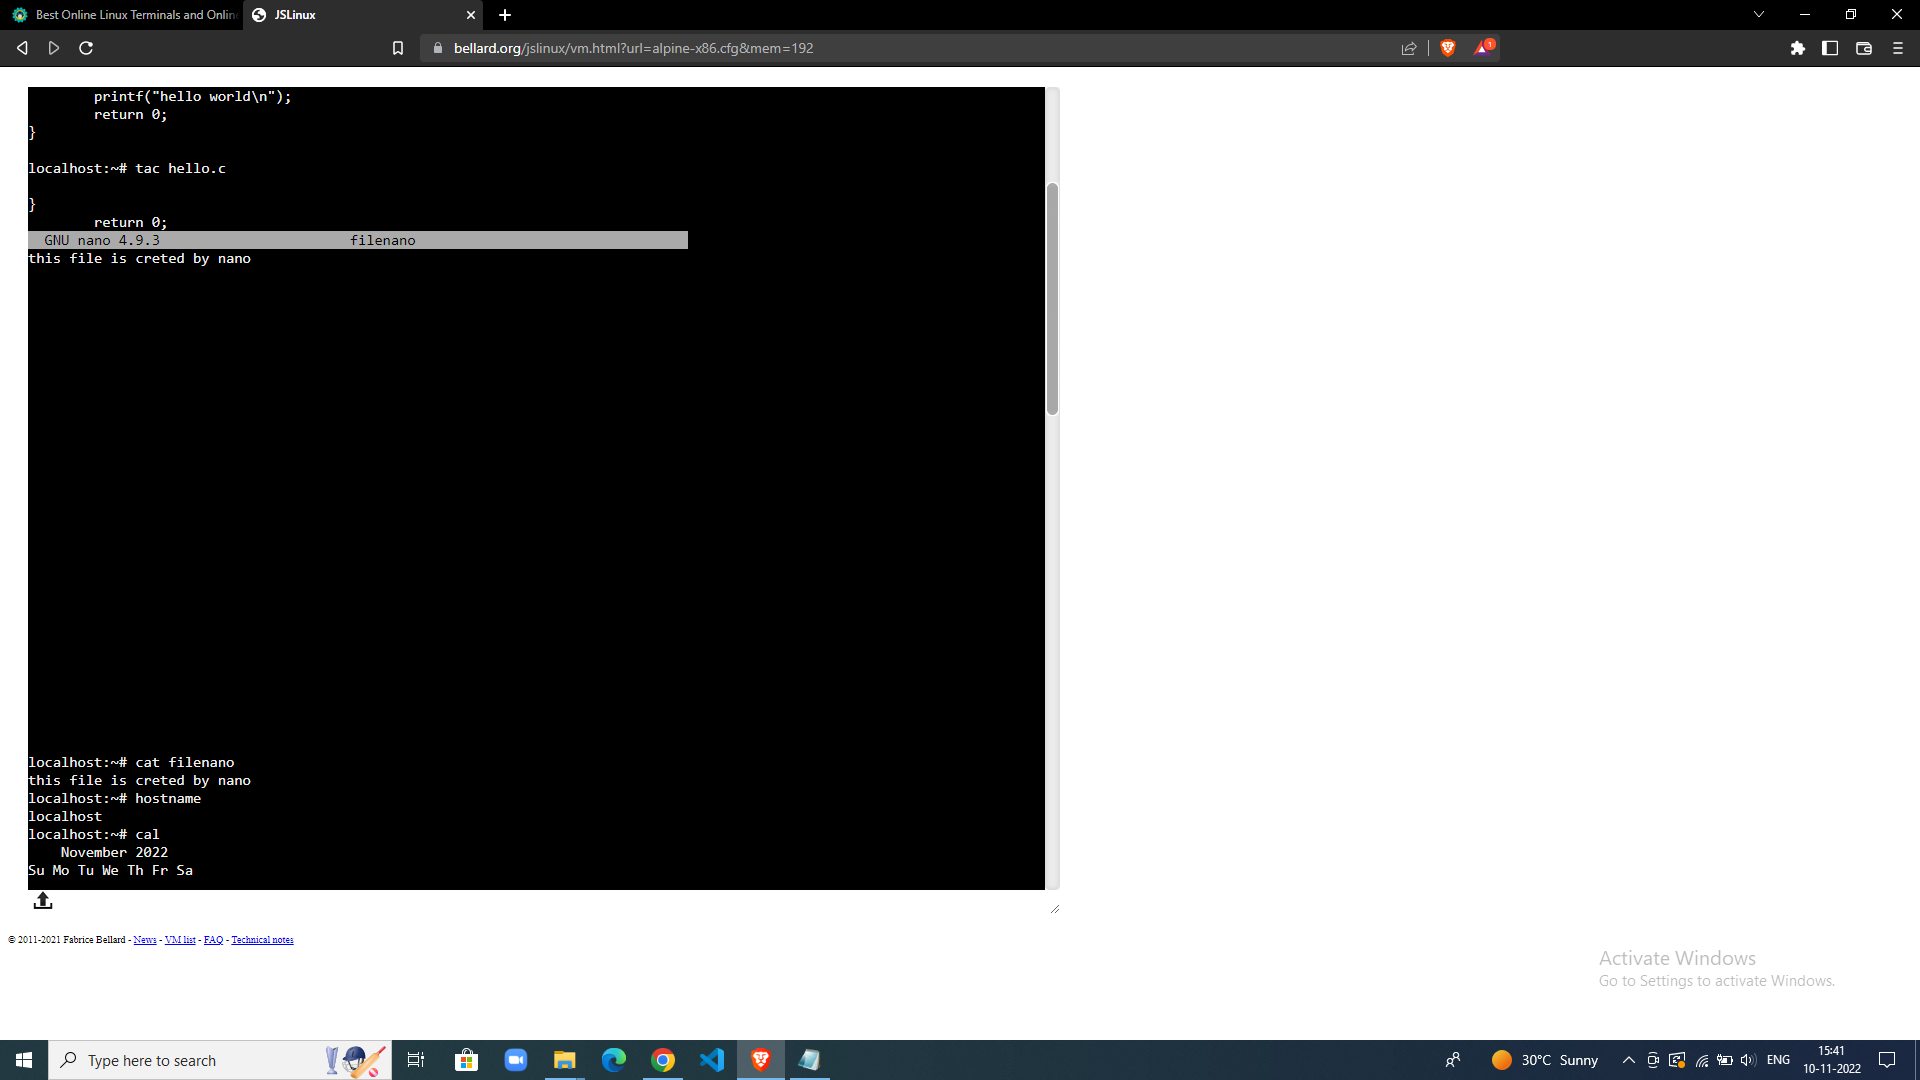 Best Online Linux Terminals and Onlin
JSLinux
bellard.org/jslinux/vm.html?url=alpine-x86.cfg&mem=192
1
printf("hello world\n");
return 0;
}
localhost:~# tac hello.c
}
return 0;
GNU nano 4.9.3 filenano
this file is creted by nano
localhost:~# cat filenano
this file is creted by nano
localhost:~# hostname
localhost
localhost:~# cal
November 2022
Su Mo Tu We Th Fr Sa
© 2011-2021 Fabrice Bellard - News - VM list - FAQ - Technical notes
Activate Windows
Go to Settings to activate Windows.
Type here to search
30°C Sunny
ENG
15:41
10-11-2022